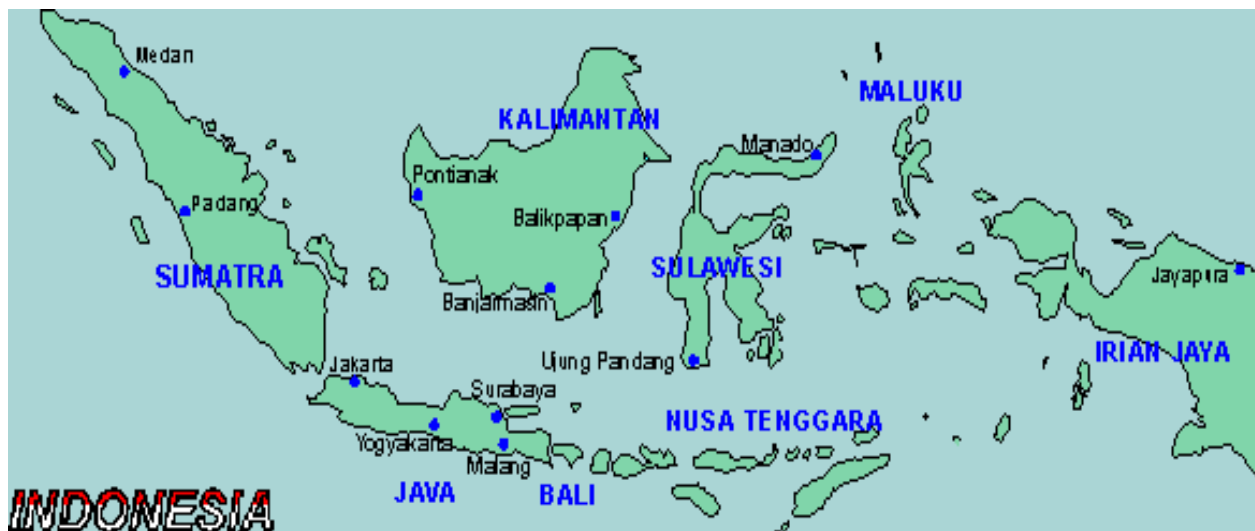 Medan
MALUKU
KALIMANTAN
Manado
Pontianak
Padang
Balikpapan
SUMATRA
SULAWESI
Jayapura
Banjarmasin
IRIAN JAYA
Ujung Pandang
Jakarta
Surabaya
NUSA TENGGARA
Yogyakarta
Malang
JAVA
BALI
INDONESIA